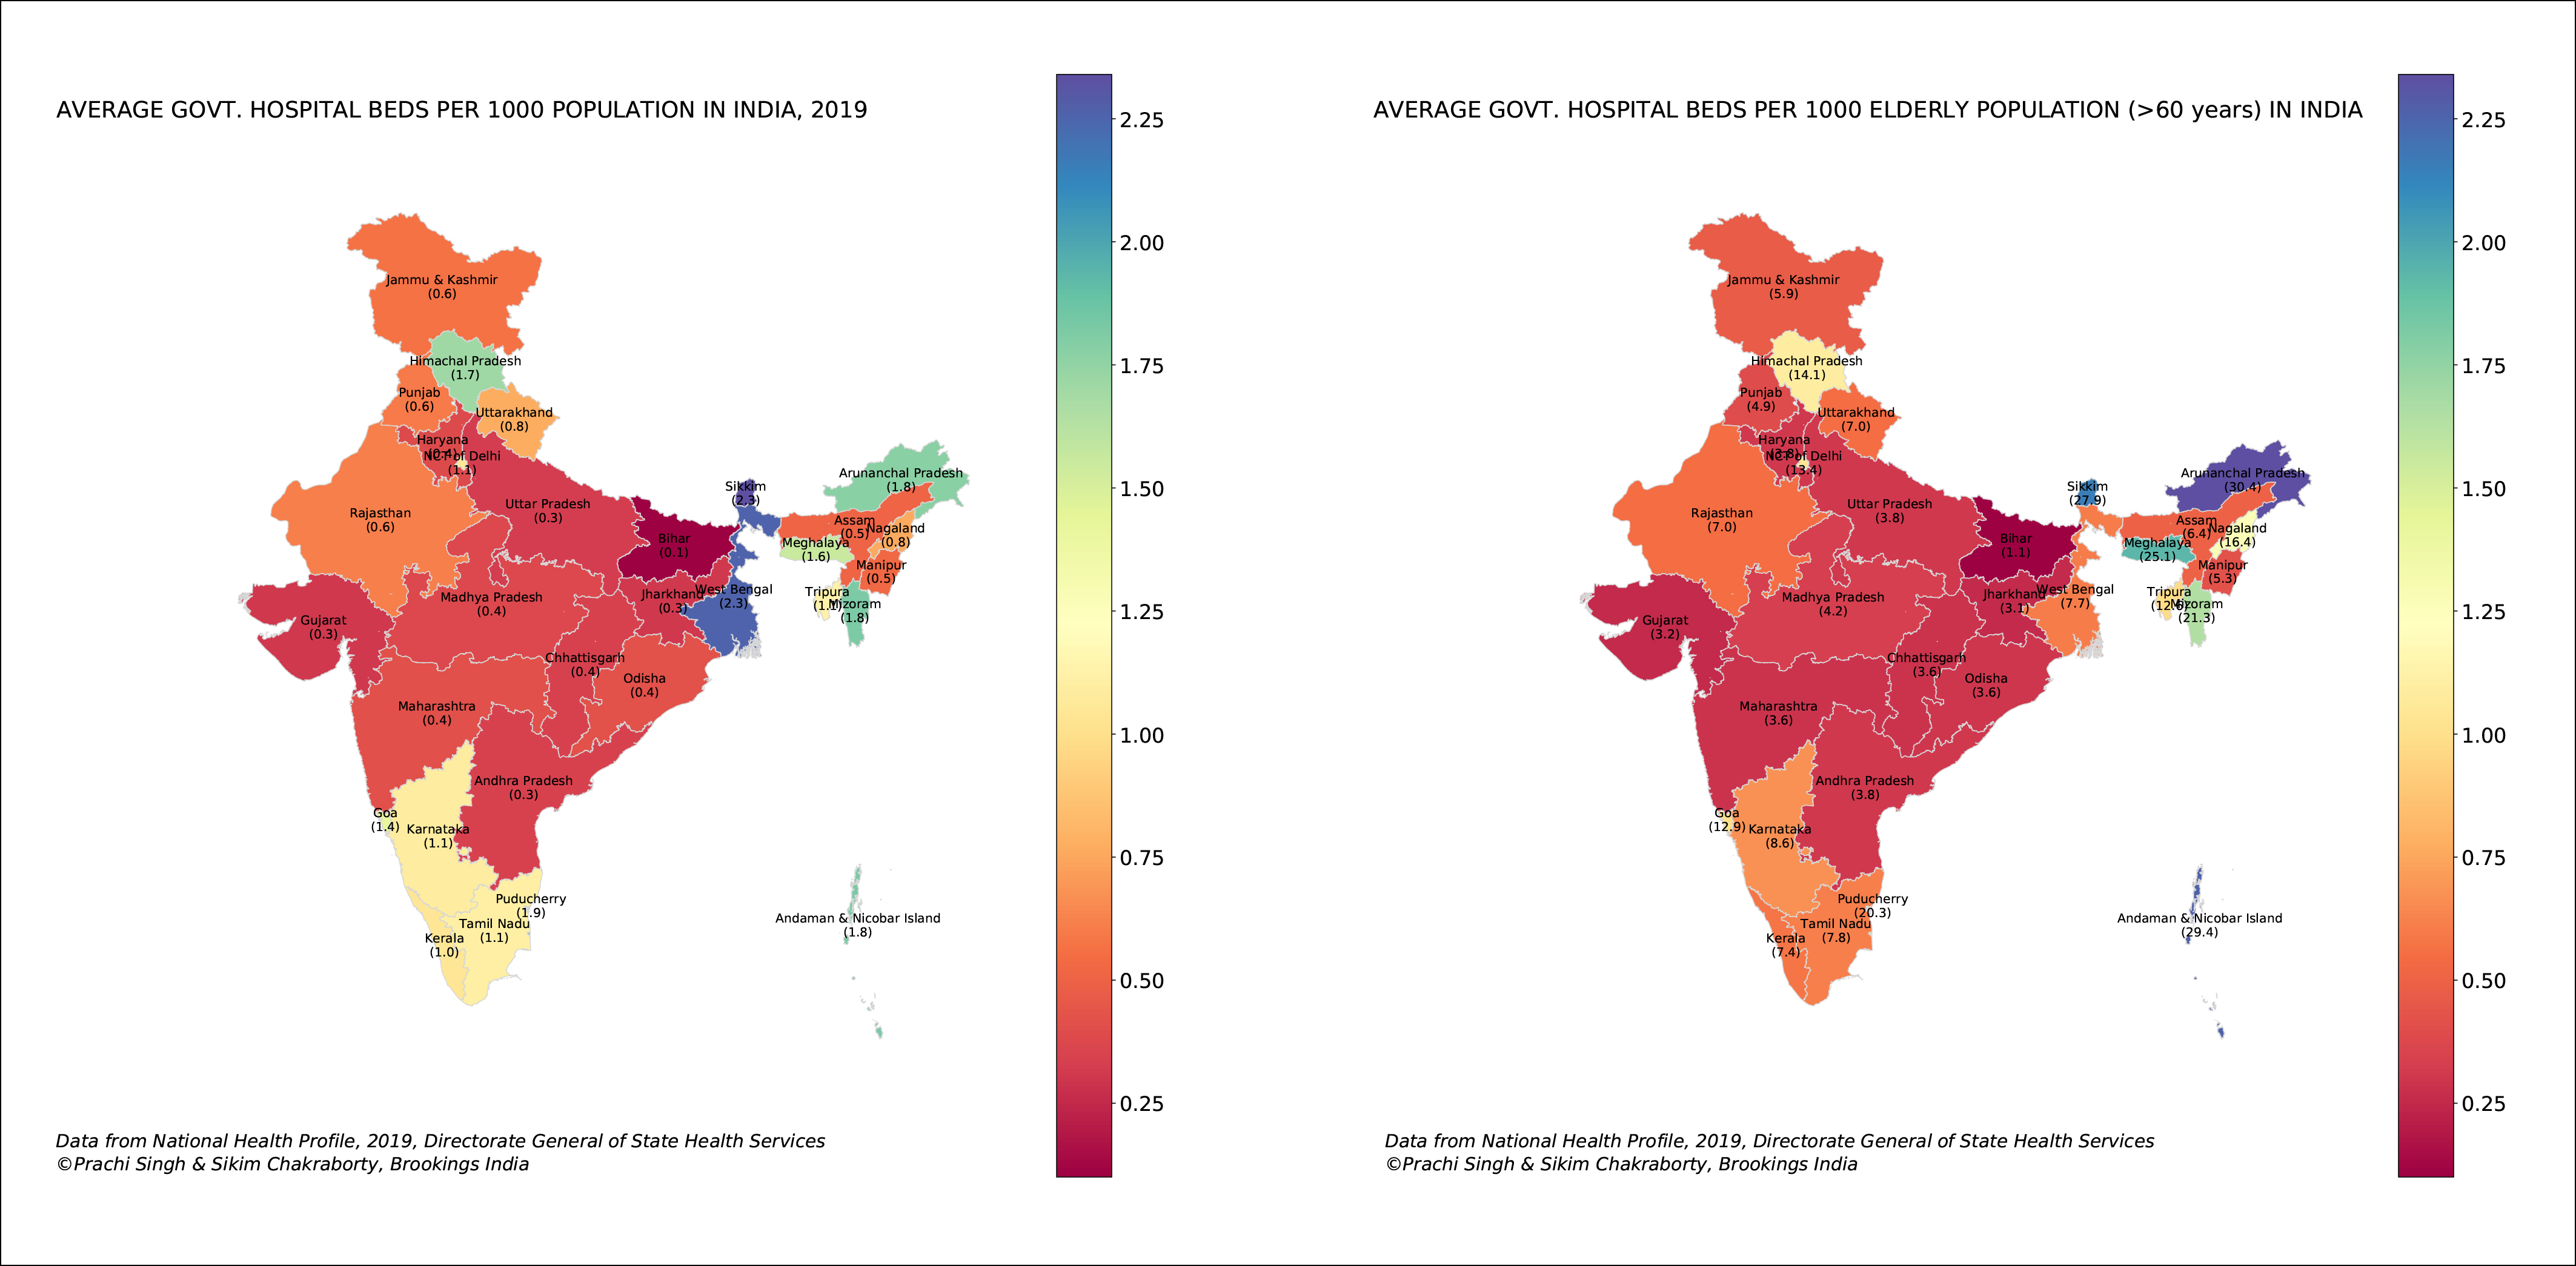 AVERAGE GOVT. HOSPITAL BEDS PER 1000 POPULATION IN INDIA, 2019
2.25
2.00
1.75
1.50
1.25
1.00
0.75
0.50
0.25
Jammu & Kashmir
(0.6)
Himachal Pradesh
(1.7)
Punjab
(0.6)
Uttarakhand
(0.8)
Haryana
(0.4)
NCT of Delhi
(1.1)
Arunanchal Pradesh
(1.8)
Sikkim
(2.3)
Uttar Pradesh
(0.3)
Rajasthan
(0.6)
Assam
(0.5)
Nagaland
(0.8)
Bihar
(0.1)
Meghalaya
(1.6)
Manipur
(0.5)
Madhya Pradesh
(0.4)
Jharkhand
(0.3)
West Bengal
(2.3)
Tripura
(1.1)
Mizoram
(1.8)
Gujarat
(0.3)
Chhattisgarh
(0.4)
Odisha
(0.4)
Maharashtra
(0.4)
Andhra Pradesh
(0.3)
Goa
(1.4)
Karnataka
(1.1)
Puducherry
(1.9)
Tamil Nadu
(1.1)
Kerala
(1.0)
Andaman & Nicobar Island
(1.8)
Data from National Health Profile, 2019, Directorate General of State Health Services
©Prachi Singh & Sikim Chakraborty, Brookings India
AVERAGE GOVT. HOSPITAL BEDS PER 1000 ELDERLY POPULATION (>60 years) IN INDIA
2.25
2.00
1.75
1.50
1.25
1.00
0.75
0.50
0.25
Jammu & Kashmir
(5.9)
Himachal Pradesh
(14.1)
Punjab
(4.9)
Uttarakhand
(7.0)
Haryana
(3.8)
NCT of Delhi
(13.4)
Arunanchal Pradesh
(30.4)
Sikkim
(27.9)
Uttar Pradesh
(3.8)
Rajasthan
(7.0)
Assam
(6.4)
Nagaland
(16.4)
Bihar
(1.1)
Meghalaya
(25.1)
Manipur
(5.3)
Madhya Pradesh
(4.2)
Jharkhand
(3.1)
West Bengal
(7.7)
Tripura
Mizoram
(21.3)
Gujarat
(3.2)
Chhattisgarh
(3.6)
Odisha
(3.6)
Maharashtra
(3.6)
Andhra Pradesh
(3.8)
Goa
(12.9)
Karnataka
(8.6)
Puducherry
(20.3)
Tamil Nadu
(7.8)
Kerala
(7.4)
Andaman & Nicobar Island
(29.4)
Data from National Health Profile, 2019, Directorate General of State Health Services
©Prachi Singh & Sikim Chakraborty, Brookings India